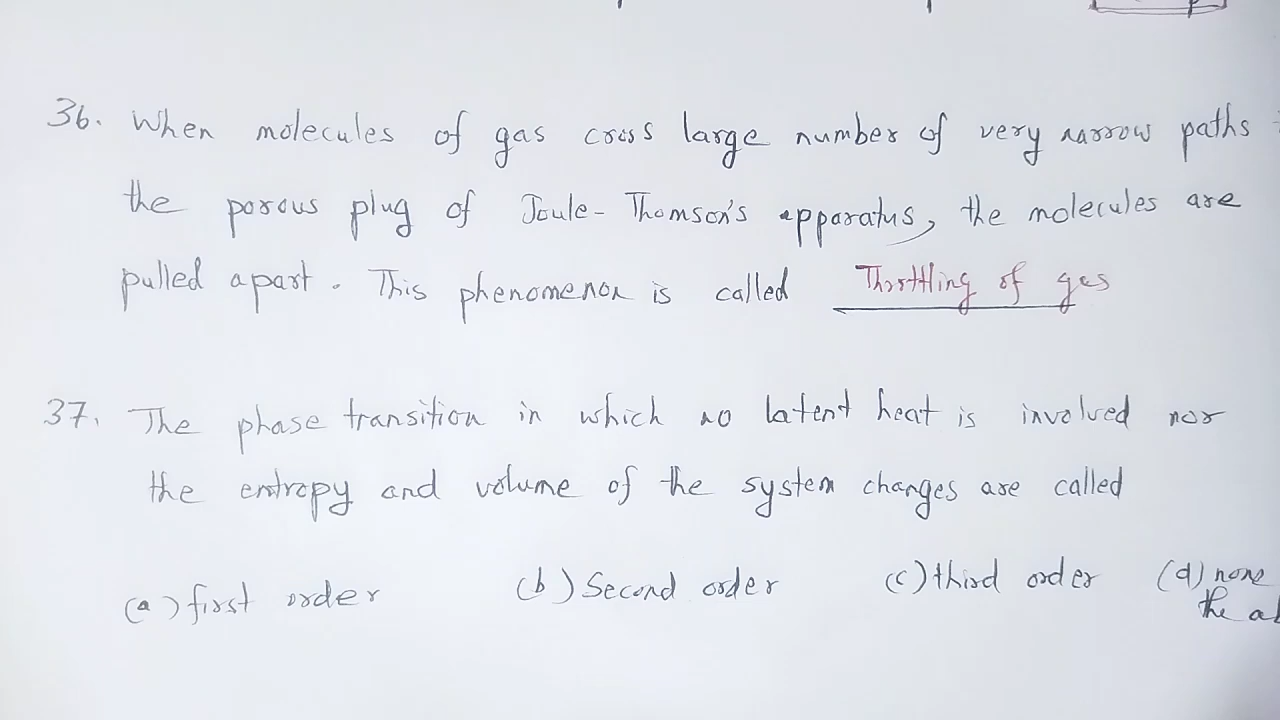 36. When molecules of gas cross large number of very narrow paths
the porous plug of Joule-Thomson's apparatus, the molecules are
pulled apart. This phenomenon is called Throttling of gas
37. The phase transition in which no latent heat is involved nor
the entropy and volume of the system changes are called
(a) first order (b) Second order (c) third order (d) none
the